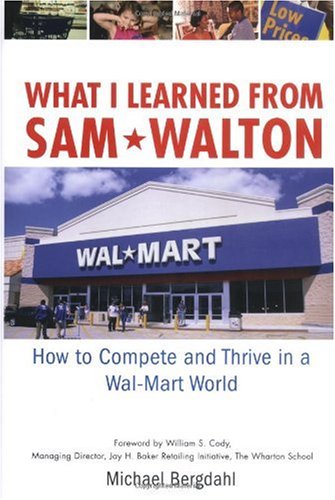 Low
Prices
WHAT I LEARNED FROM
SAM★WALTON
WAL★MART
How to Compete and Thrive in a
Wal-Mart World
Foreword by William S. Cody,
Managing Director, Jay H. Baker Retailing Initiative, The Wharton School
Michael Bergdahl